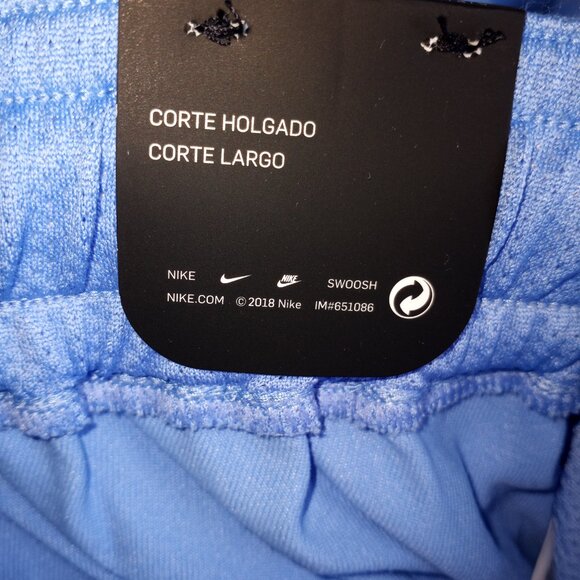 CORTE HOLGADO
CORTE LARGO
NIKE NIKE SWOOSH
NIKE.COM © 2018 Nike IM#651086